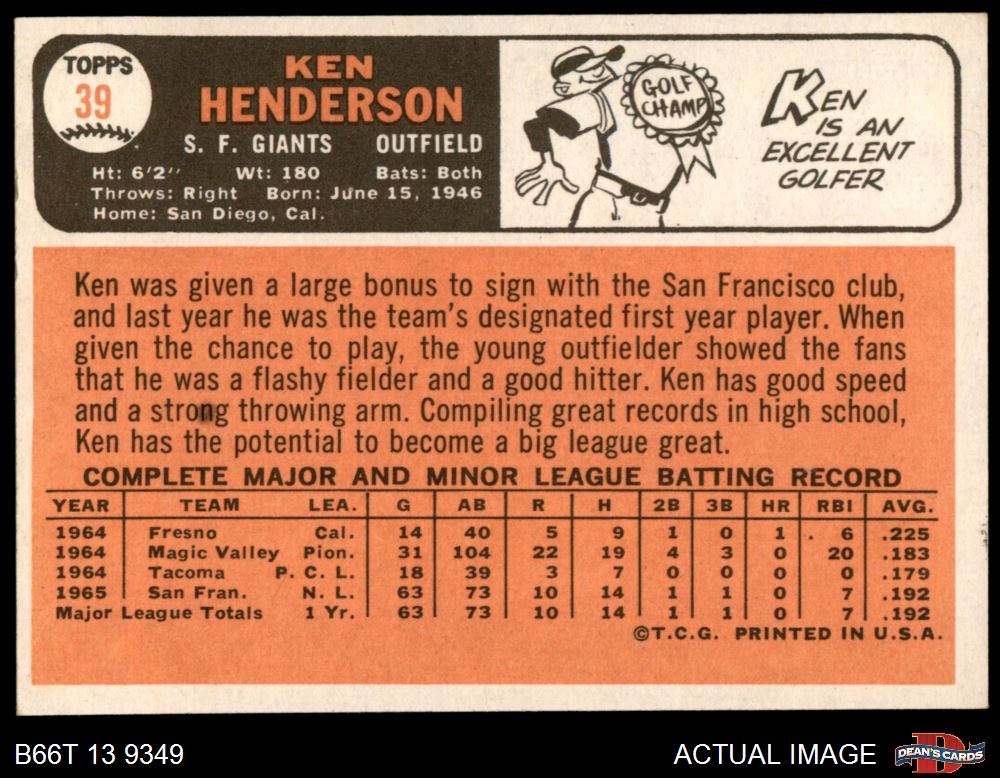 TOPPS
39
KEN
HENDERSON
S. F. GIANTS OUTFIELD
Ht: 6'2" Wt: 180 Bats: Both
Throws: Right Born: June 15, 1946
Home: San Diego, Cal.
GOLF
CHAMP
KEN
IS AN
EXCELLENT
GOLFER
Ken was given a large bonus to sign with the San Francisco club,
and last year he was the team's designated first year player. When
given the chance to play, the young outfielder showed the fans
that he was a flashy fielder and a good hitter. Ken has good speed
and a strong throwing arm. Compiling great records in high school,
Ken has the potential to become a big league great.
COMPLETE MAJOR AND MINOR LEAGUE BATTING RECORD
YEAR TEAM LEA. G AB R H 2B 3B HR RBI AVG.
1964 Fresno Cal. 14 40 5 9 1 0 1 6 .225
1964 Magic Valley Pion. 31 104 22 19 4 3 0 20 .183
1964 Tacoma P. C. L. 18 39 3 7 0 0 0 0 .179
1965 San Fran. N. L. 63 73 10 14 1 1 0 7 .192
Major League Totals 1 Yr. 63 73 10 14 1 1 0 7 .192
©T.C.G. PRINTED IN U.S.A.
B66T 13 9349
ACTUAL IMAGE
DEAN'S CARDS